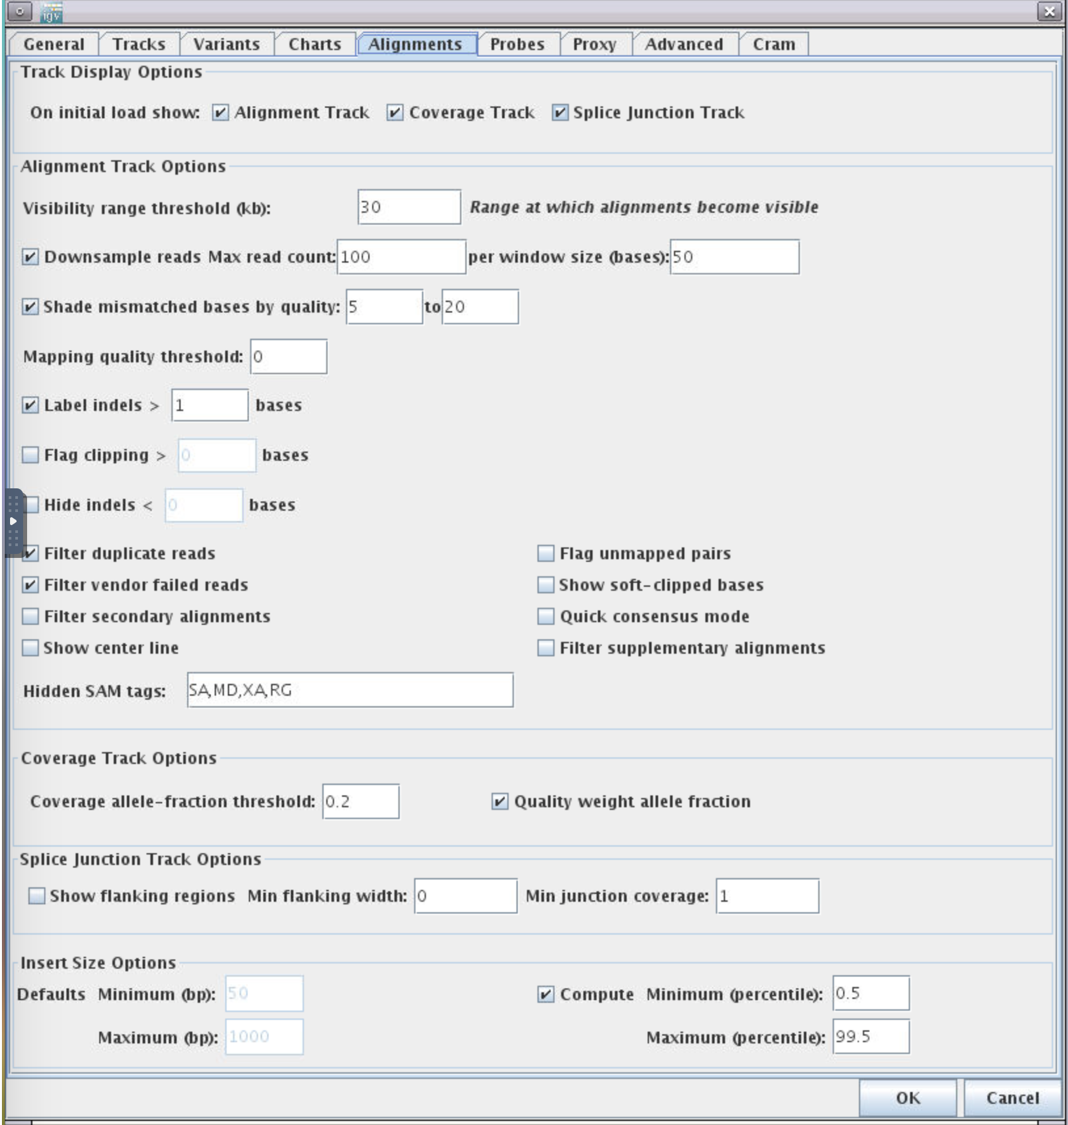 igv
General Tracks Variants Charts Alignments Probes Proxy Advanced Cram
Track Display Options
On initial load show: Alignment Track Coverage Track Splice Junction Track
Alignment Track Options
Visibility range threshold (kb): 30 Range at which alignments become visible
Downsample reads Max read count: 100 per window size (bases): 50
Shade mismatched bases by quality: 5 to 20
Mapping quality threshold: 0
Label indels > 1 bases
Flag clipping > 0 bases
Hide indels < 0 bases
Filter duplicate reads Flag unmapped pairs
Filter vendor failed reads Show soft-clipped bases
Filter secondary alignments Quick consensus mode
Show center line Filter supplementary alignments
Hidden SAM tags: SA,MD,XA,RG
Coverage Track Options
Coverage allele-fraction threshold: 0.2 Quality weight allele fraction
Splice Junction Track Options
Show flanking regions Min flanking width: 0 Min junction coverage: 1
Insert Size Options
Defaults Minimum (bp): 50 Compute Minimum (percentile): 0.5
Maximum (bp): 1000 Maximum (percentile): 99.5
OK Cancel